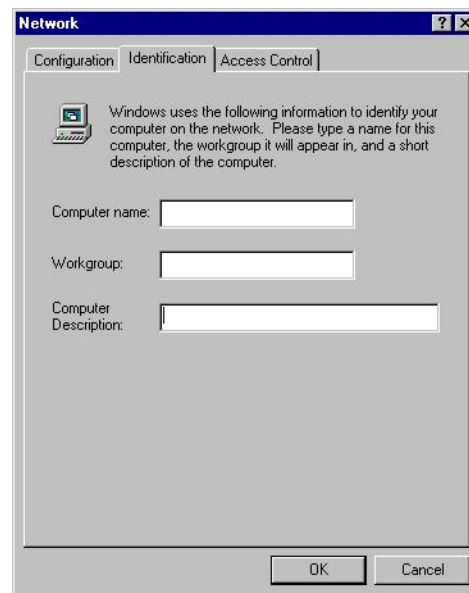 Network
Configuration Identification Access Control
Windows uses the following information to identify your
computer on the network. Please type a name for this
computer, the workgroup it will appear in, and a short
description of the computer.
Computer name:
Workgroup:
Computer
Description:
OK Cancel